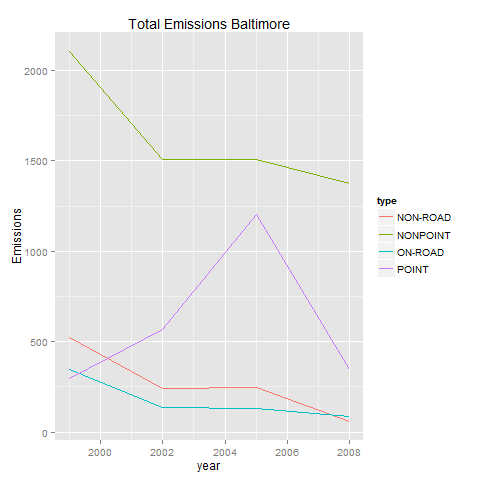 Total Emissions Baltimore
Emissions
2000
1500
1000
500
0
2000
2002
2004
2006
2008
year
type
NON-ROAD
NONPOINT
ON-ROAD
POINT